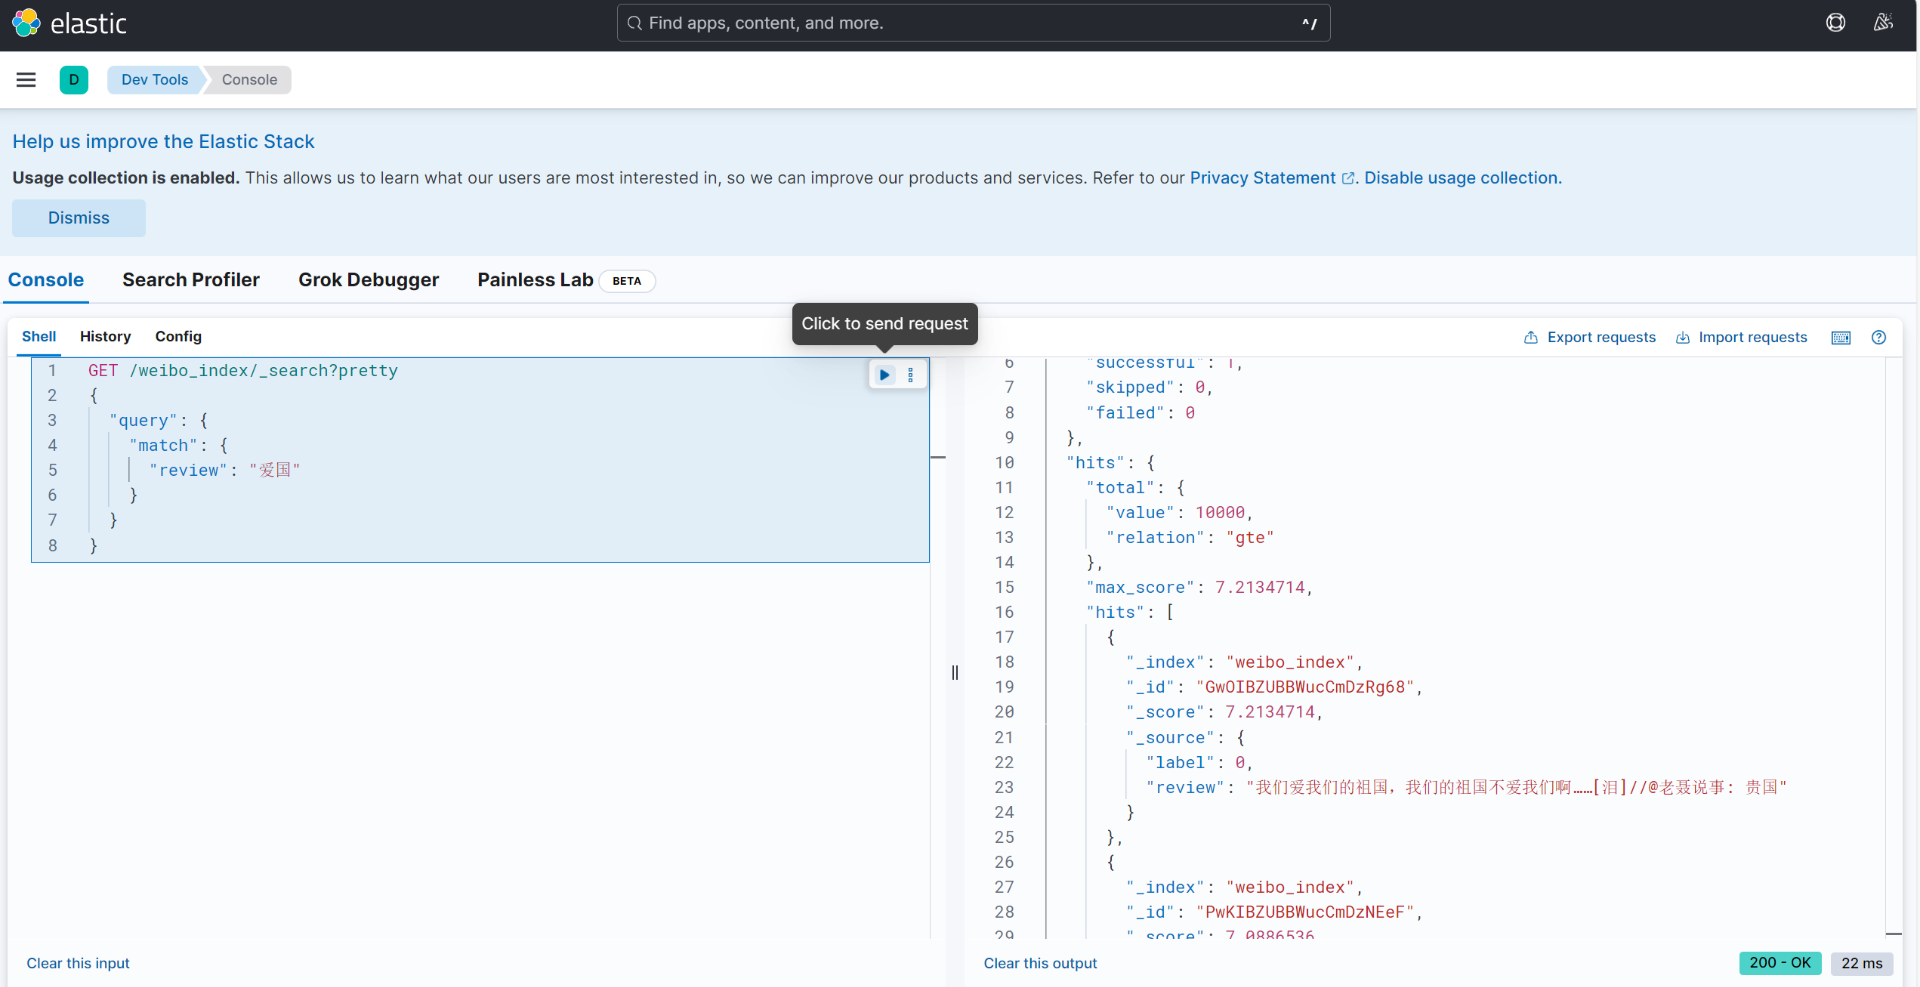 elastic
Find apps, content, and more.
^/
D
Dev Tools
Console
Help us improve the Elastic Stack
Usage collection is enabled. This allows us to learn what our users are most interested in, so we can improve our products and services. Refer to our Privacy Statement. Disable usage collection.
Dismiss
Console
Search Profiler
Grok Debugger
Painless Lab
BETA
Click to send request
Shell
History
Config
Export requests
Import requests
1 GET /weibo_index/_search?pretty
2 {
3 "query": {
4 "match": {
5 "review": "爱国"
6 }
7 }
8 }
6 "successful": 1,
7 "skipped": 0,
8 "failed": 0
9 },
10 "hits": {
11 "total": {
12 "value": 10000,
13 "relation": "gte"
14 },
15 "max_score": 7.2134714,
16 "hits": [
17 {
18 "_index": "weibo_index",
19 "_id": "GwOIBZUBBWucCmDzRg68",
20 "_score": 7.2134714,
21 "_source": {
22 "label": 0,
23 "review": "我们爱我们的祖国，我们的祖国不爱我们啊……[泪]//@老聂说事: 贵国"
24 }
25 },
26 {
27 "_index": "weibo_index",
28 "_id": "PwKIBZUBBWucCmDzNEeF",
29 "_score": 7.0886536
Clear this input
Clear this output
200 - OK
22 ms